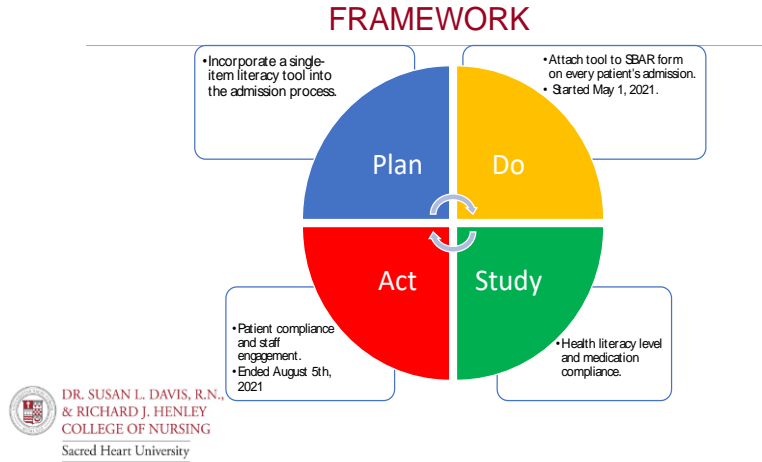 FRAMEWORK
•Incorporate a single-
item literacy tool into
the admission process.
•Attach tool to SBAR form
on every patient's admission.
• Started May 1, 2021.
Plan
Do
Act
Study
•Patient compliance
and staff
engagement.
•Ended August 5th,
2021
•Health literacy level
and medication
compliance.
DR. SUSAN L. DAVIS, R.N.,
& RICHARD J. HENLEY
COLLEGE OF NURSING
Sacred Heart University